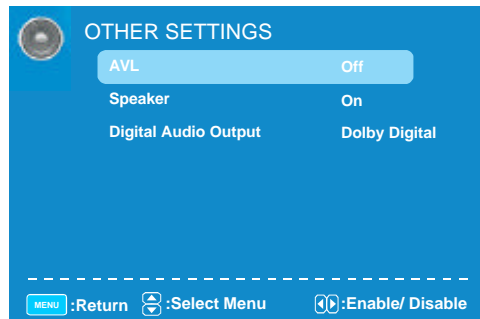 OTHER SETTINGS
AVL Off
Speaker On
Digital Audio Output Dolby Digital
MENU :Return :Select Menu :Enable/ Disable